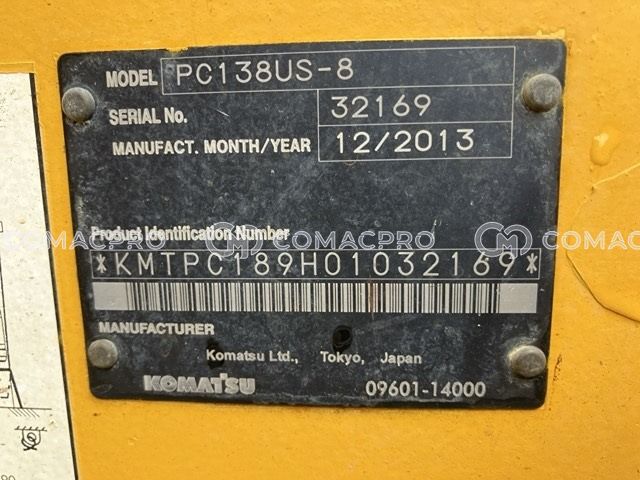 MODEL PC138US-8
SERIAL No. 32169
MANUFACT. MONTH/YEAR 12/2013
Product Identification Number
COMACPRO COMACPRO COMACPRO
*KMTPC189H01032169*
MANUFACTURER
Komatsu Ltd., Tokyo, Japan
KOMATSU 09601-14000